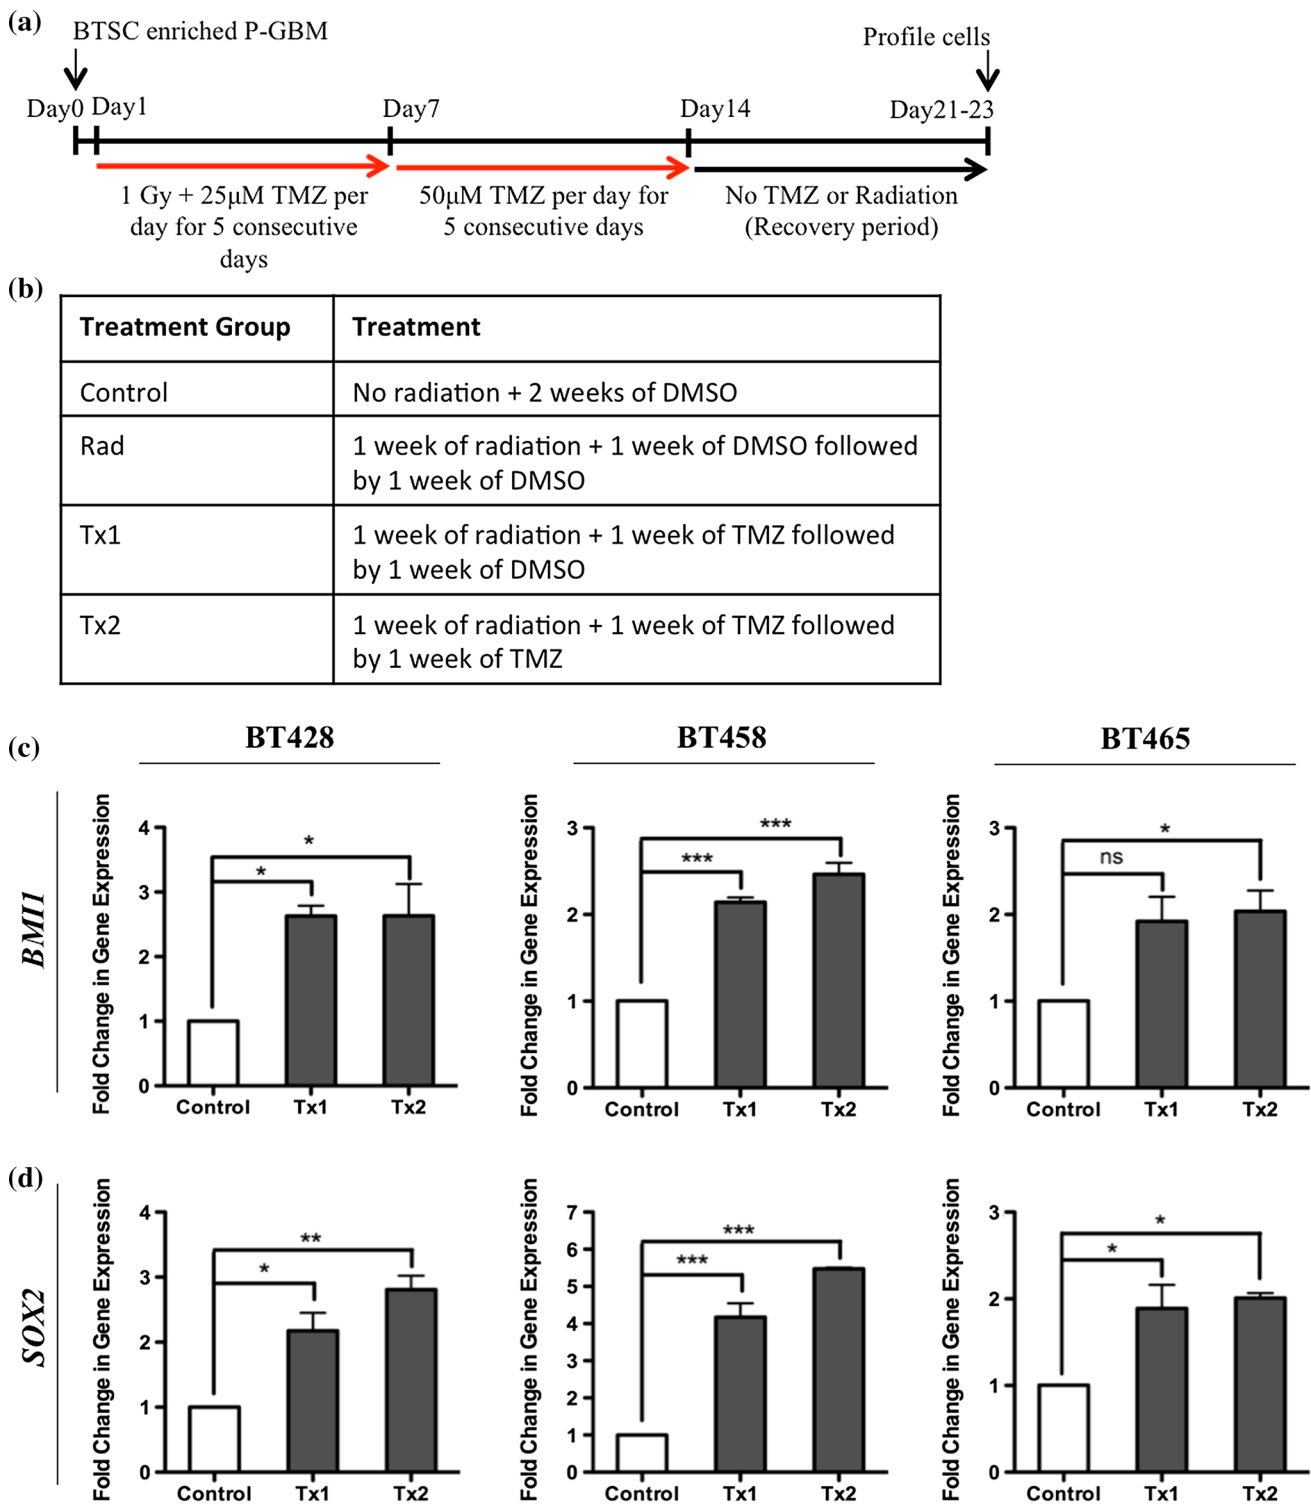 (a)
BTSC enriched P-GBM
Profile cells
Day0 Day1 Day7 Day14 Day21-23
1 Gy + 25μM TMZ per
day for 5 consecutive
days
50μM TMZ per day for
5 consecutive days
No TMZ or Radiation
(Recovery period)
(b)
Treatment Group Treatment
Control No radiation + 2 weeks of DMSO
Rad 1 week of radiation + 1 week of DMSO followed
by 1 week of DMSO
Tx1 1 week of radiation + 1 week of TMZ followed
by 1 week of DMSO
Tx2 1 week of radiation + 1 week of TMZ followed
by 1 week of TMZ
(c)
BT428 BT458 BT465
BMI1
Fold Change in Gene Expression
4
3
2
1
0
*
*
Control Tx1 Tx2
Fold Change in Gene Expression
3
2
1
0
***
***
Control Tx1 Tx2
Fold Change in Gene Expression
3
2
1
0
*
ns
Control Tx1 Tx2
(d)
SOX2
Fold Change in Gene Expression
4
3
2
1
0
**
*
Control Tx1 Tx2
Fold Change in Gene Expression
7
6
5
4
3
2
1
0
***
***
Control Tx1 Tx2
Fold Change in Gene Expression
3
2
1
0
*
*
Control Tx1 Tx2